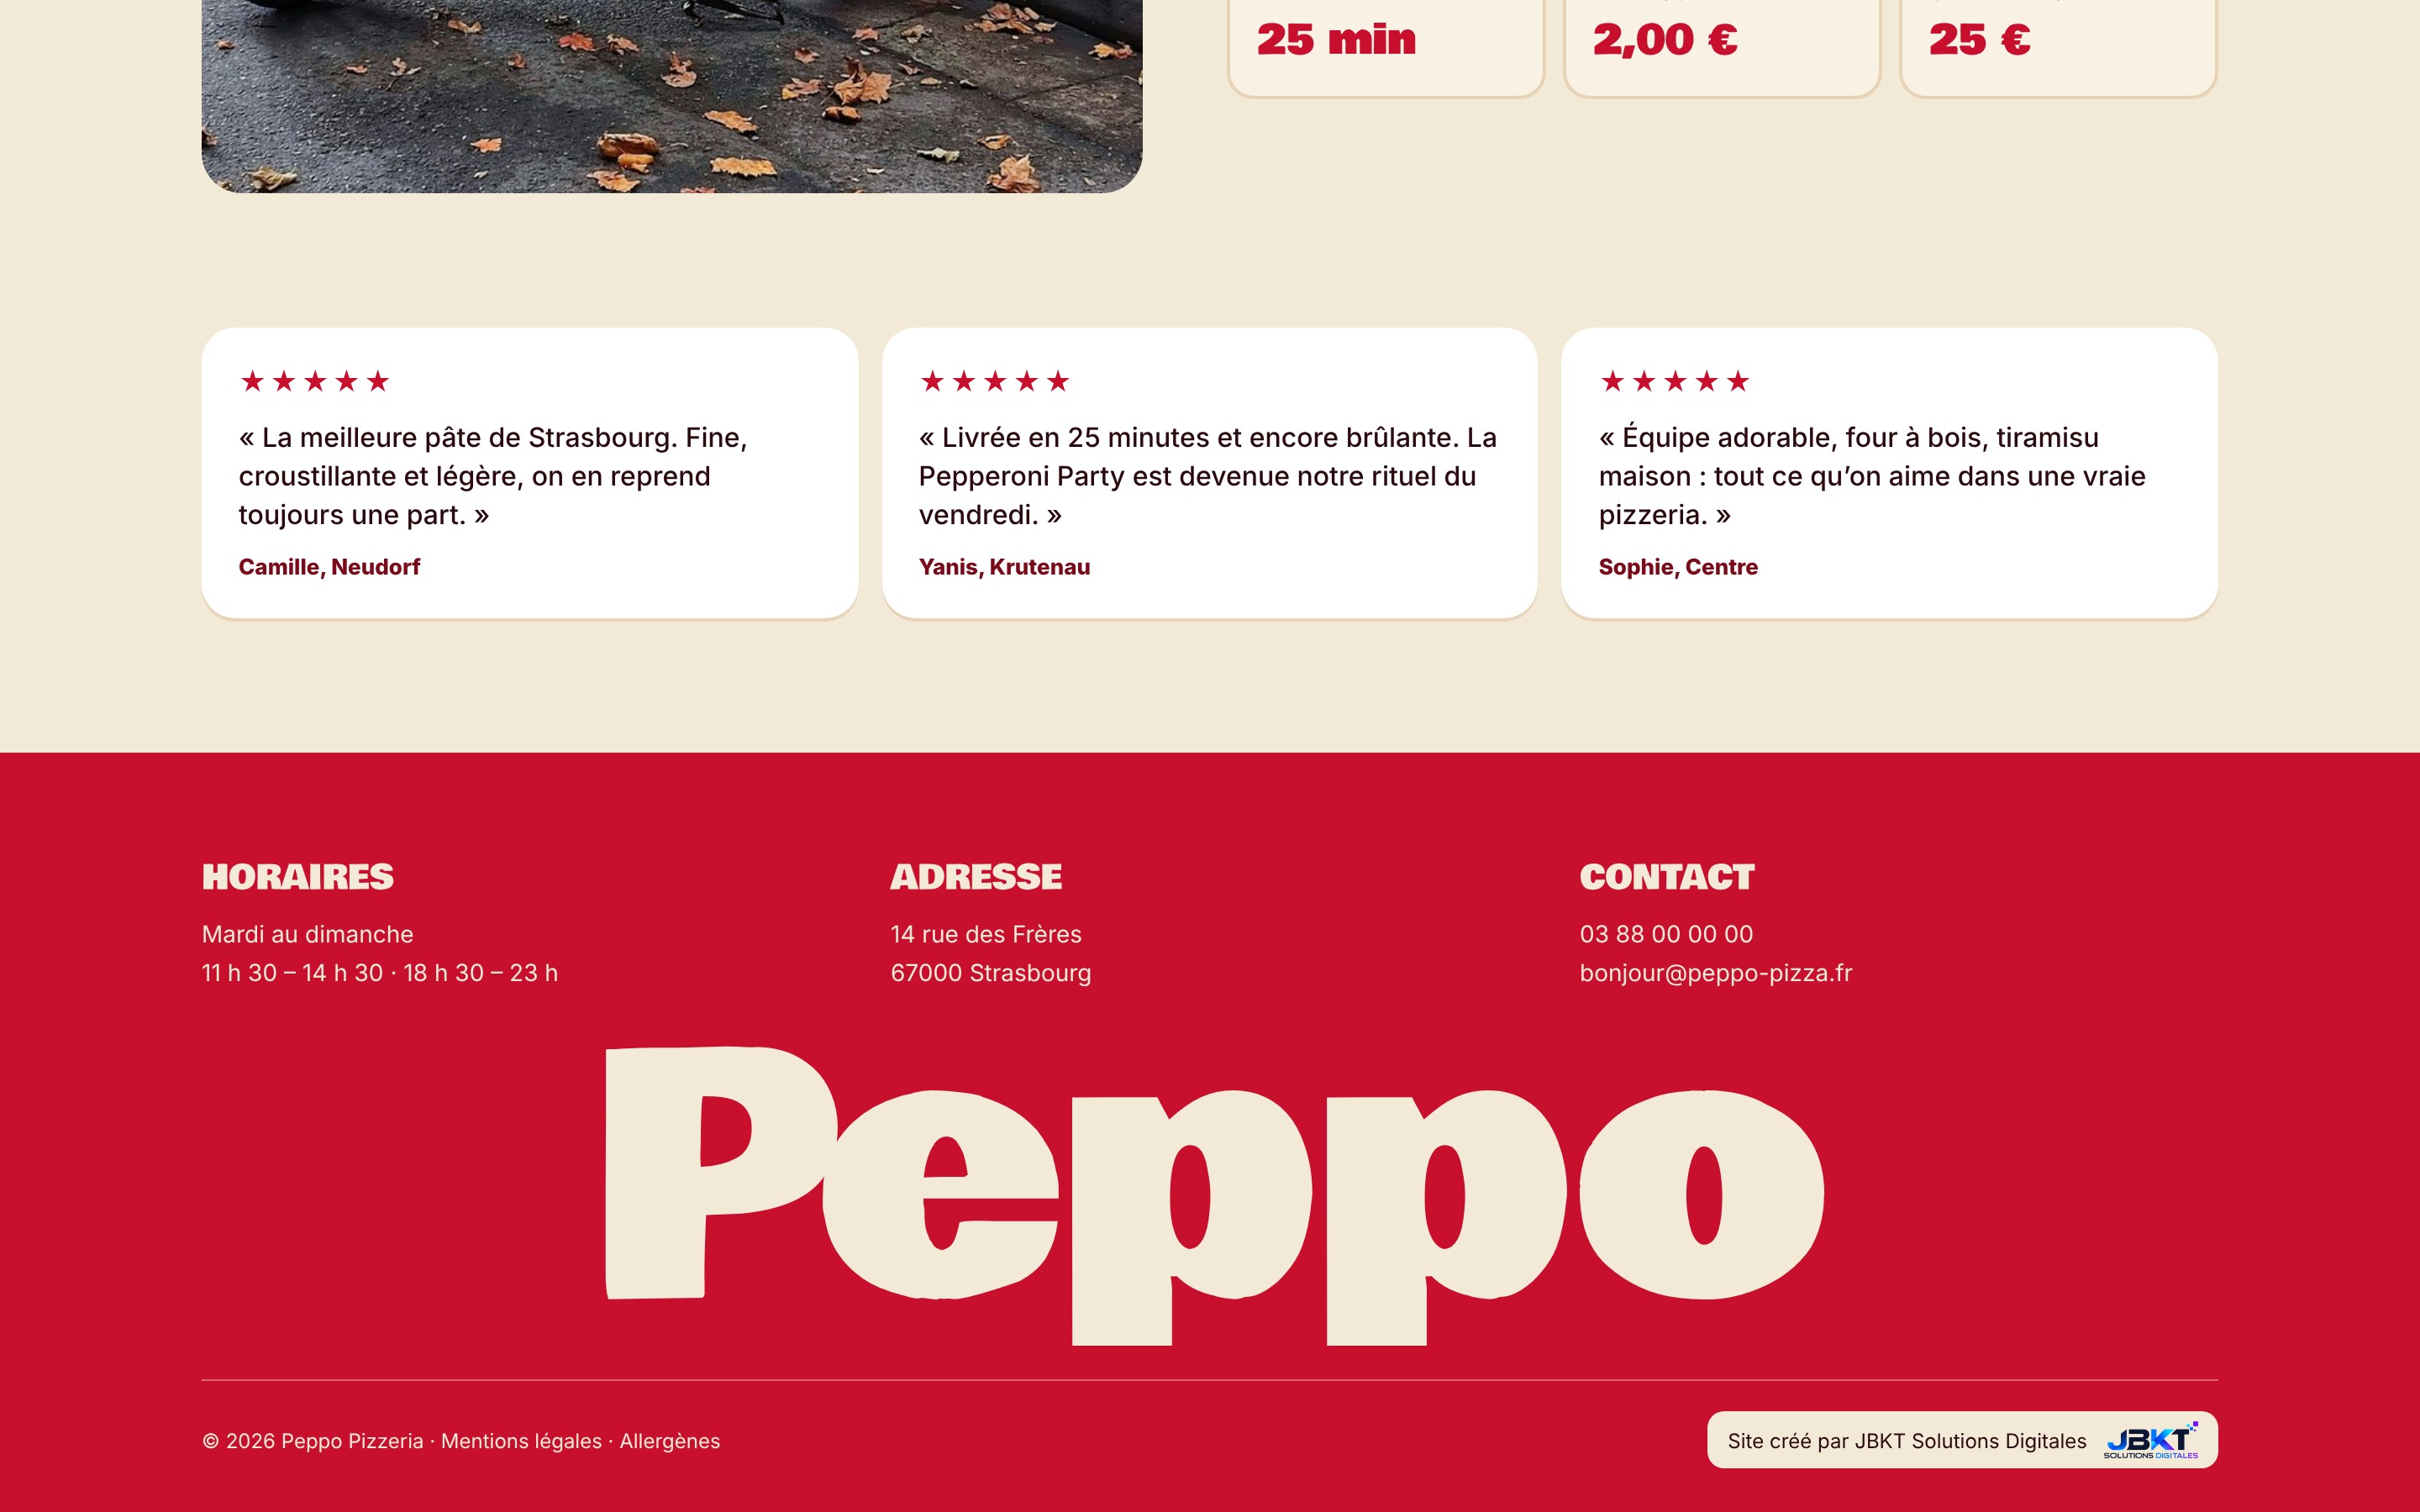 25 min
2,00 €
25 €
★★★★★
« La meilleure pâte de Strasbourg. Fine,
croustillante et légère, on en reprend
toujours une part. »
Camille, Neudorf
★★★★★
« Livrée en 25 minutes et encore brûlante. La
Pepperoni Party est devenue notre rituel du
vendredi. »
Yanis, Krutenau
★★★★★
« Équipe adorable, four à bois, tiramisu
maison : tout ce qu’on aime dans une vraie
pizzeria. »
Sophie, Centre
HORAIRES
Mardi au dimanche
11 h 30 – 14 h 30 · 18 h 30 – 23 h
ADRESSE
14 rue des Frères
67000 Strasbourg
CONTACT
03 88 00 00 00
bonjour@peppo-pizza.fr
Peppo
© 2026 Peppo Pizzeria · Mentions légales · Allergènes
Site créé par JBKT Solutions Digitales
JBKT
SOLUTIONS DIGITALES